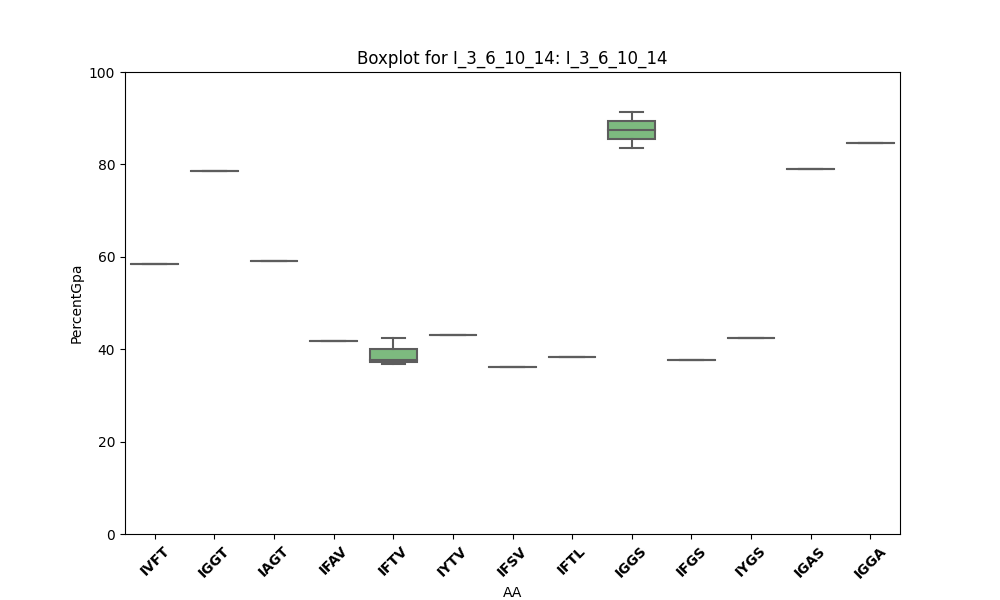 Boxplot for I_3_6_10_14: I_3_6_10_14
100
80
60
40
20
0
PercentGpa
IVFT
IGGT
IAGT
IFAV
IFTV
IYTV
IFSV
IFTL
IGGS
IFGS
IYGS
IGAS
IGGA
AA